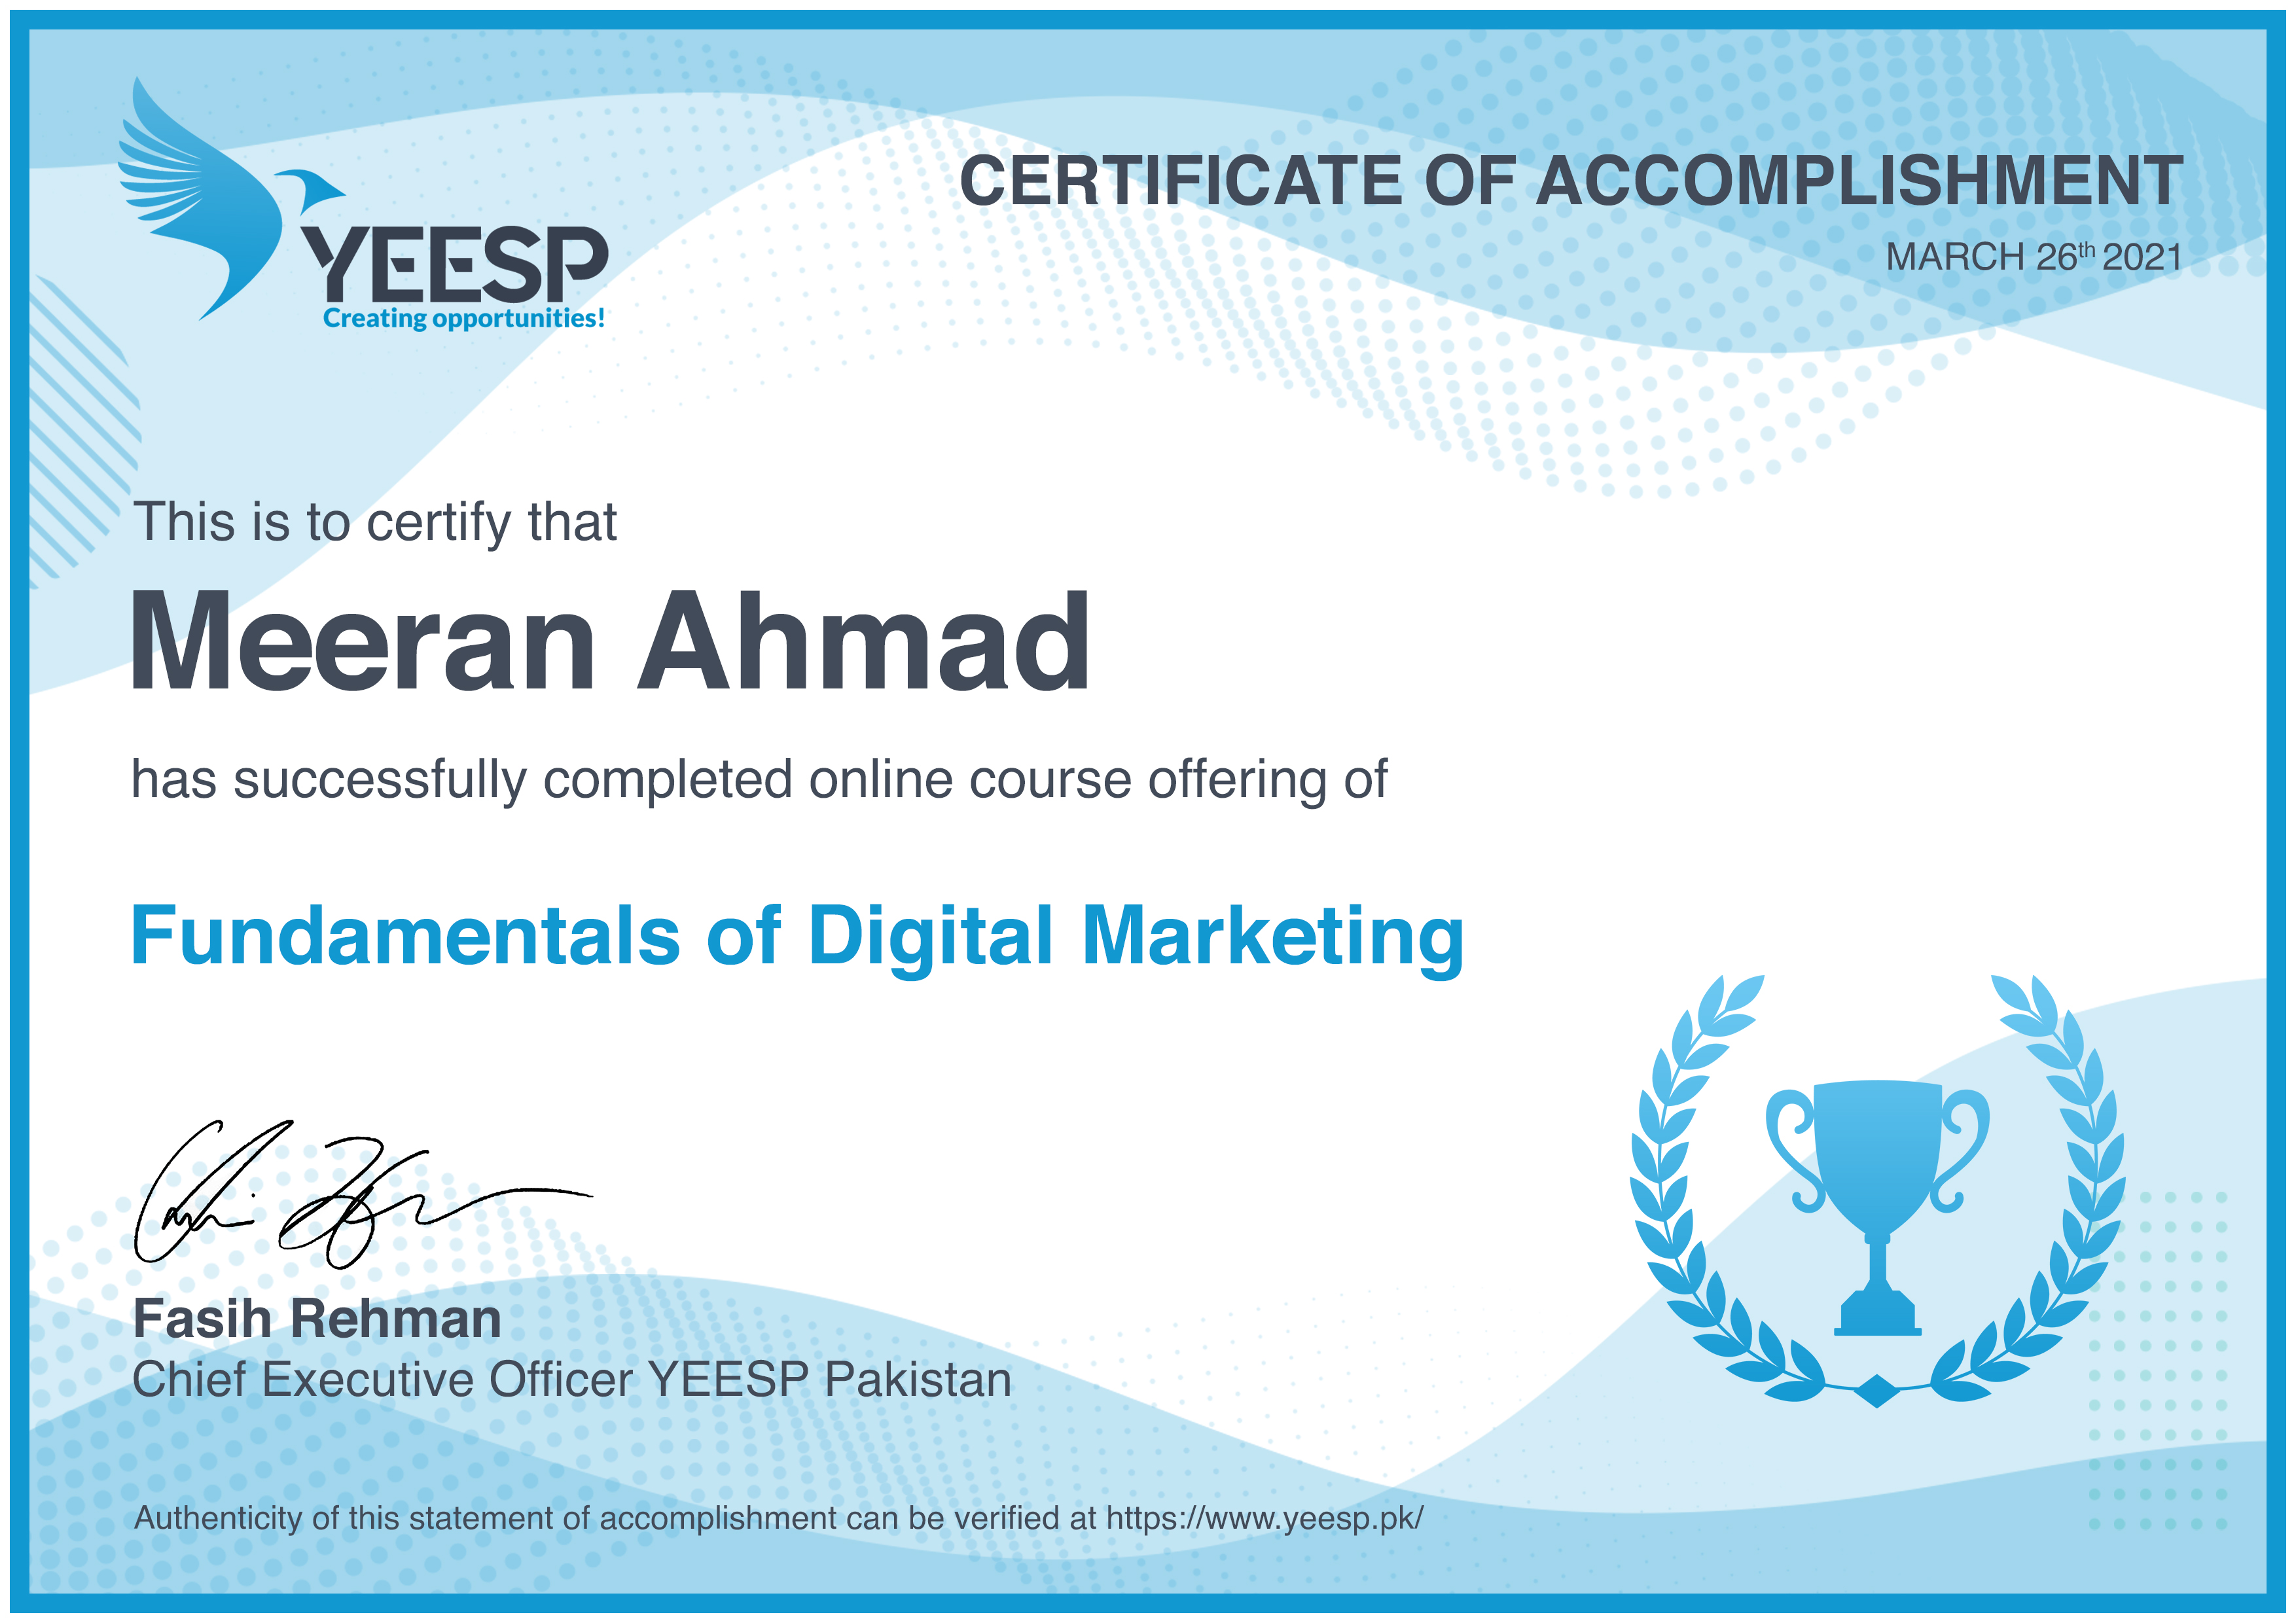 YEESP
Creating opportunities!
CERTIFICATE OF ACCOMPLISHMENT
MARCH 26th 2021
This is to certify that
Meeran Ahmad
has successfully completed online course offering of
Fundamentals of Digital Marketing
Fasih Rehman
Chief Executive Officer YEESP Pakistan
Authenticity of this statement of accomplishment can be verified at https://www.yeesp.pk/